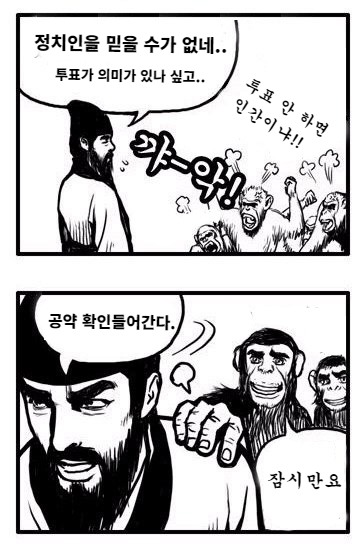 정치인을 믿을 수가 없네..
투표가 의미가 있나 싶고..
투표 안 하면
인간이냐!!
꺄-악!
공약 확인들어간다.
잠시만요